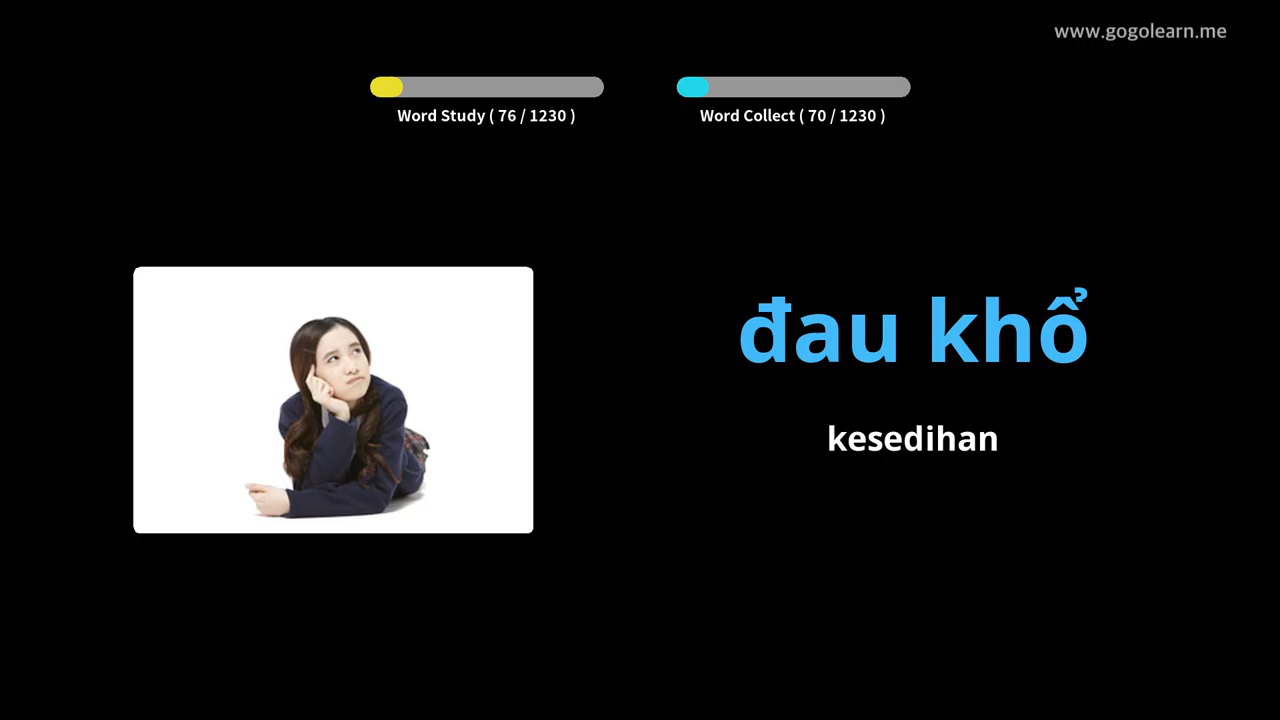 www.gogolearn.me
Word Study ( 76 / 1230 )
Word Collect ( 70 / 1230 )
đau khổ
kesedihan